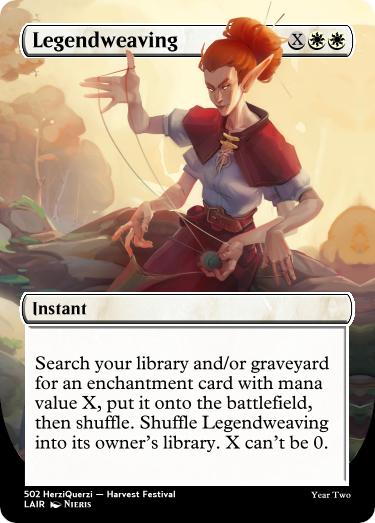 Legendweaving X
Instant
Search your library and/or graveyard
for an enchantment card with mana
value X, put it onto the battlefield,
then shuffle. Shuffle Legendweaving
into its owner's library. X can't be 0.
502 HerziQuerzi — Harvest Festival
LAIR Nieris Year Two